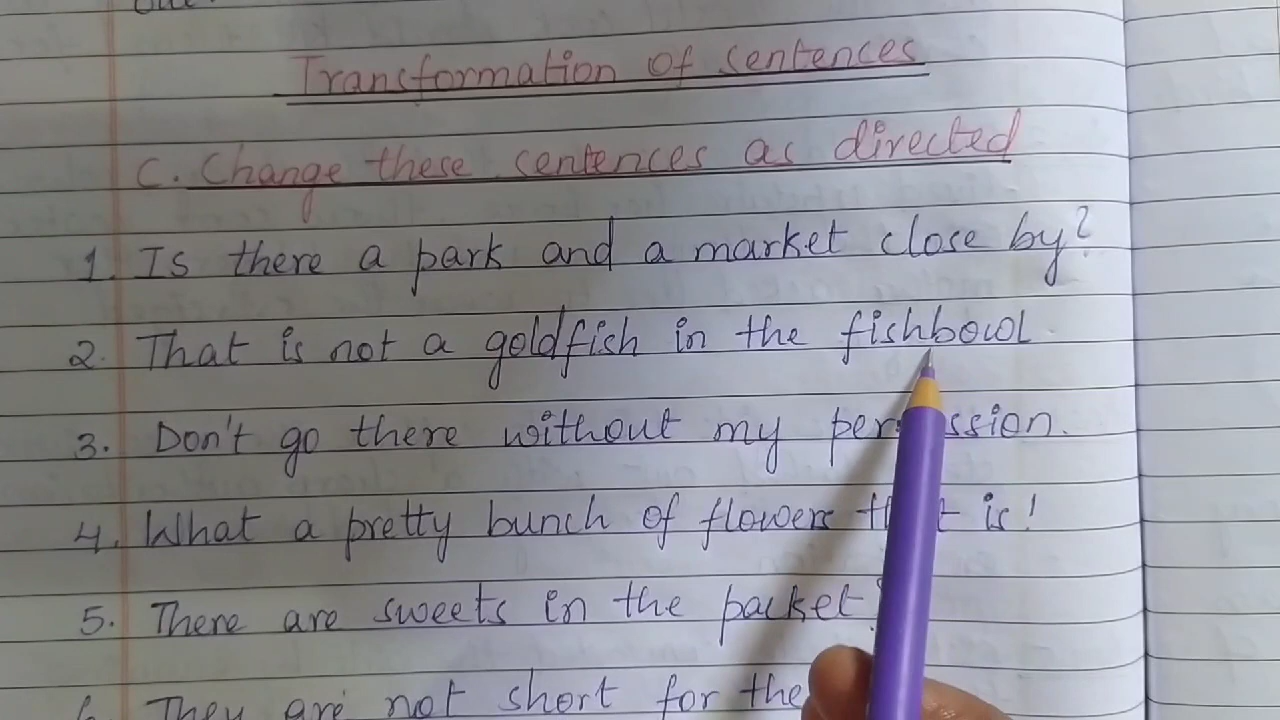 Transformation of sentences
C. Change these sentences as directed
1. Is there a park and a market close by?
2. That is not a goldfish in the fishbowl.
3. Don't go there without my
4. What a pretty bunch of flowers is!
5. There are sweets in the packet
They are not short for the